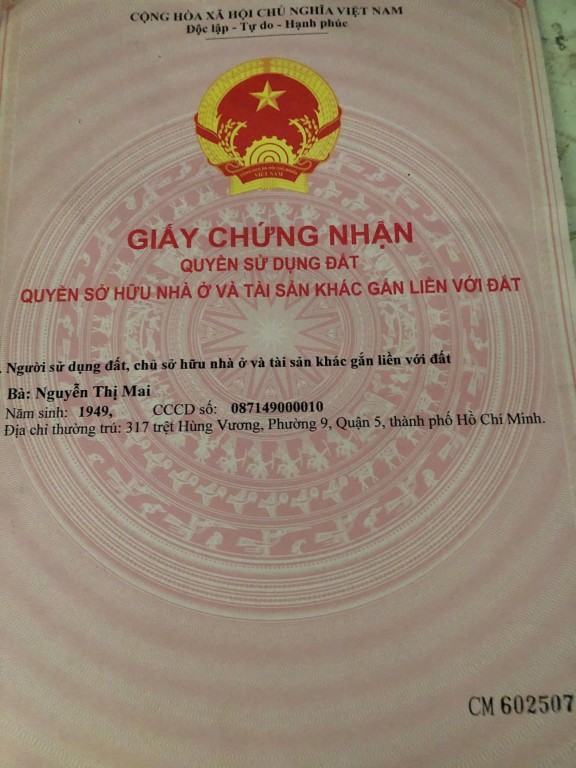 CỘNG HÒA XÃ HỘI CHỦ NGHĨA VIỆT NAM
Độc lập - Tự do - Hạnh phúc
VIỆT NAM
GIẤY CHỨNG NHẬN
QUYỀN SỬ DỤNG ĐẤT
QUYỀN SỞ HỮU NHÀ Ở VÀ TÀI SẢN KHÁC GẮN LIỀN VỚI ĐẤT
. Người sử dụng đất, chủ sở hữu nhà ở và tài sản khác gắn liền với đất
Bà: Nguyễn Thị Mai
Năm sinh: 1949, CCCD số: 087149000010
Địa chỉ thường trú: 317 trệt Hùng Vương, Phường 9, Quận 5, thành phố Hồ Chí Minh.
CM 602507